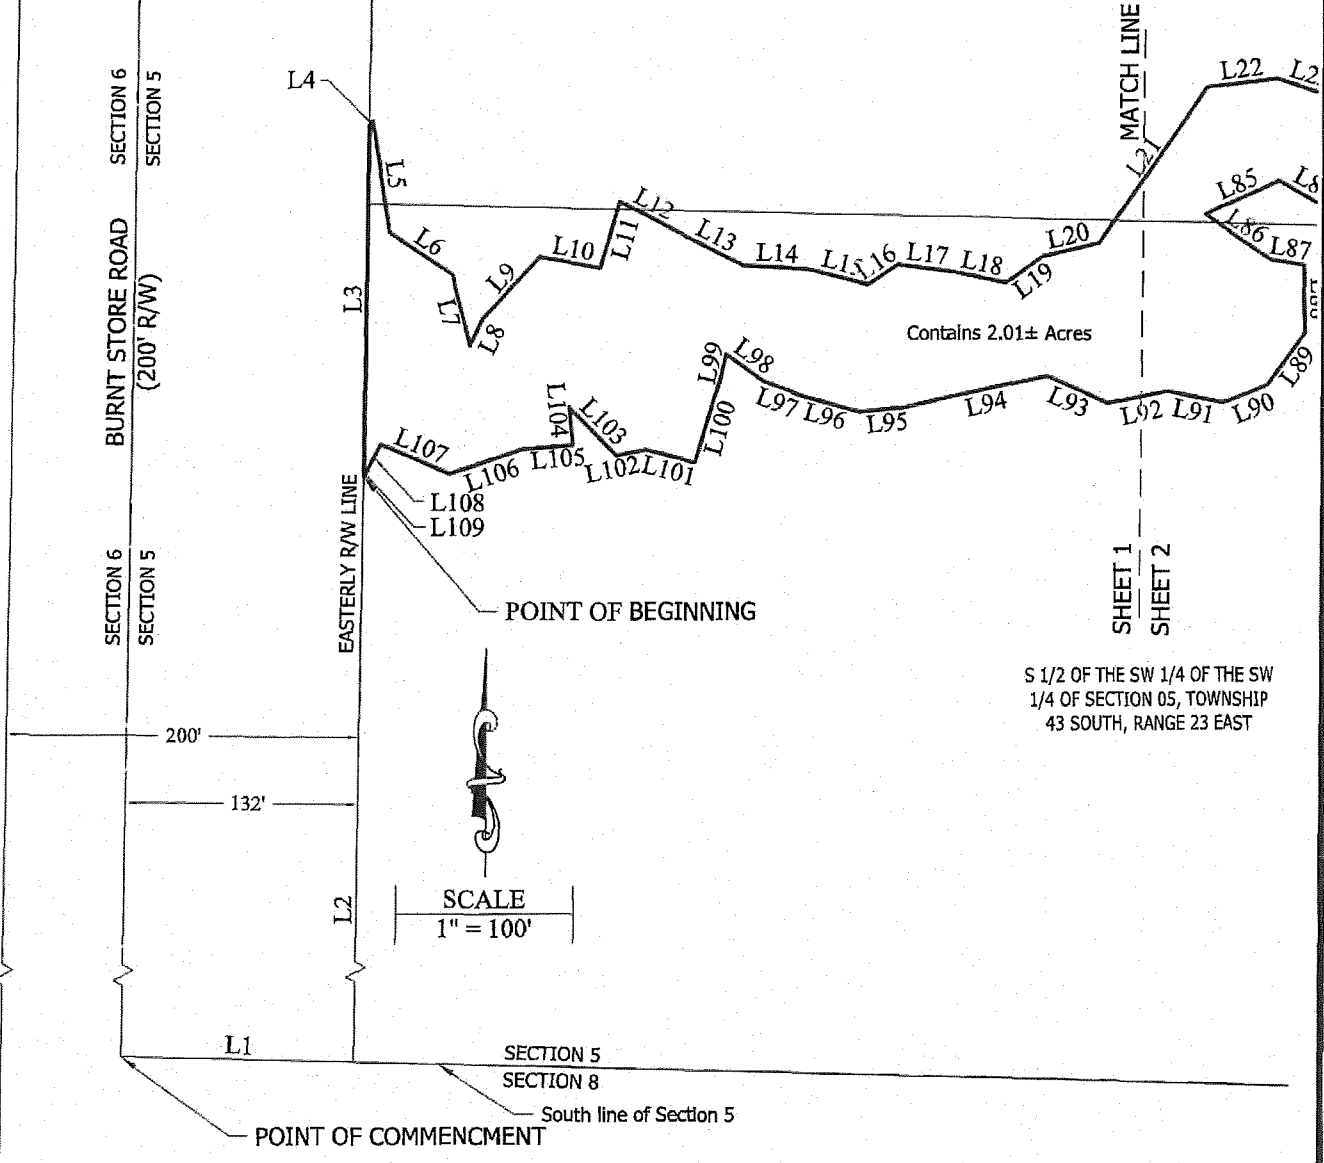 MATCH LINE
L22
L2
L4
SECTION 6
SECTION 5
L5
L21
L85
L8
L12
L86
L87
L11
L13
L20
L6
L10
L14
L15
L16
L17
L18
L19
L9
L3
L7
L8
BURNT STORE ROAD
(200' R/W)
Contains 2.01± Acres
L89
L99
L98
L104
L103
L97
L96
L95
L94
L93
L92
L91
L90
L100
L107
L106
L105
L102
L101
L108
L109
EASTERLY R/W LINE
SECTION 6
SECTION 5
SHEET 1
SHEET 2
POINT OF BEGINNING
S 1/2 OF THE SW 1/4 OF THE SW
1/4 OF SECTION 05, TOWNSHIP
43 SOUTH, RANGE 23 EAST
200'
132'
L2
SCALE
1" = 100'
L1
SECTION 5
SECTION 8
South line of Section 5
POINT OF COMMENCMENT